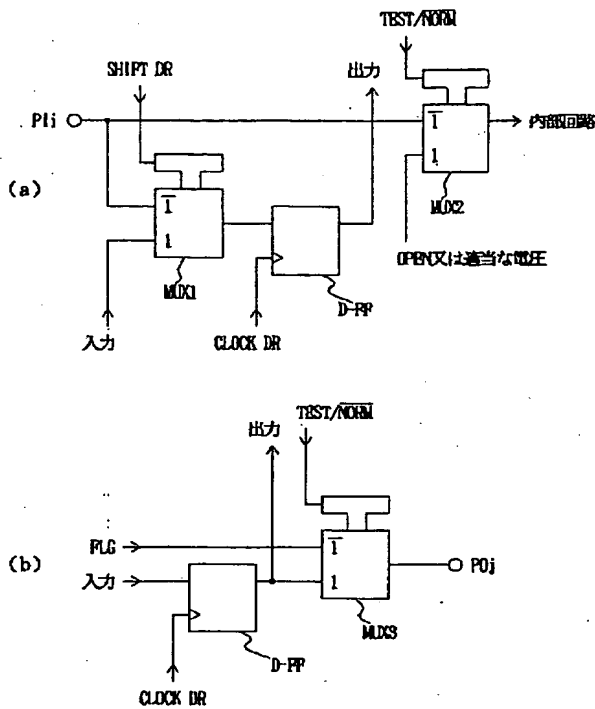 TEST/NORM
SHIFT DR
出力
PIi
1
内部回路
(a)
1
1
1
MUX2
OPEN又は適当な電圧
MUX1
D-FF
入力
CLOCK DR
TEST/NORM
出力
FLG
1
(b)
入力
1
POj
MUX3
D-FF
CLOCK DR